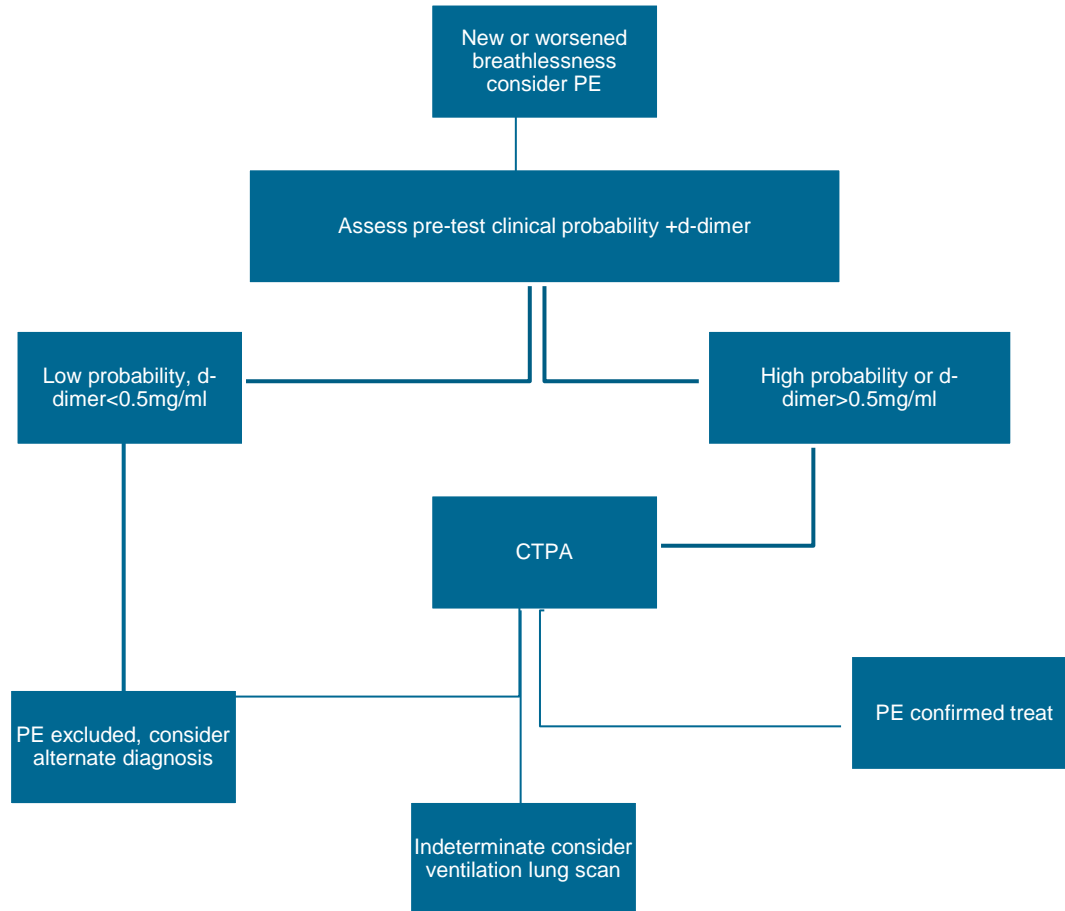 New or worsened
breathlessness
consider PE
Assess pre-test clinical probability +d-dimer
Low probability, d-
dimer<0.5mg/ml
High probability or d-
dimer>0.5mg/ml
CTPA
PE excluded, consider
alternate diagnosis
PE confirmed treat
Indeterminate consider
ventilation lung scan